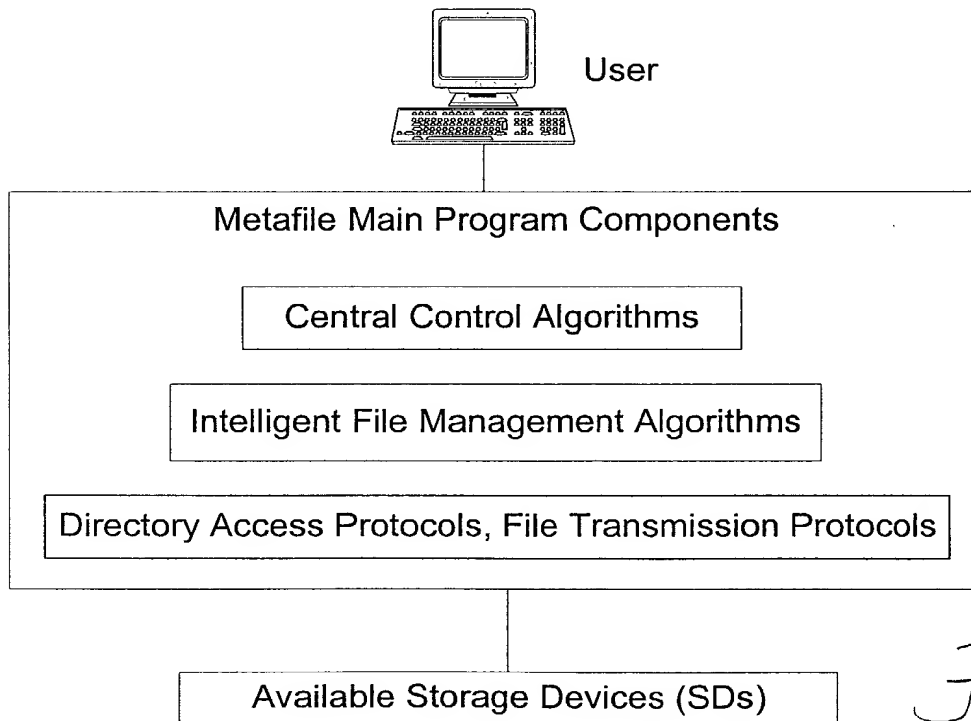 User
Metafile Main Program Components
Central Control Algorithms
Intelligent File Management Algorithms
Directory Access Protocols, File Transmission Protocols
Available Storage Devices (SDs)